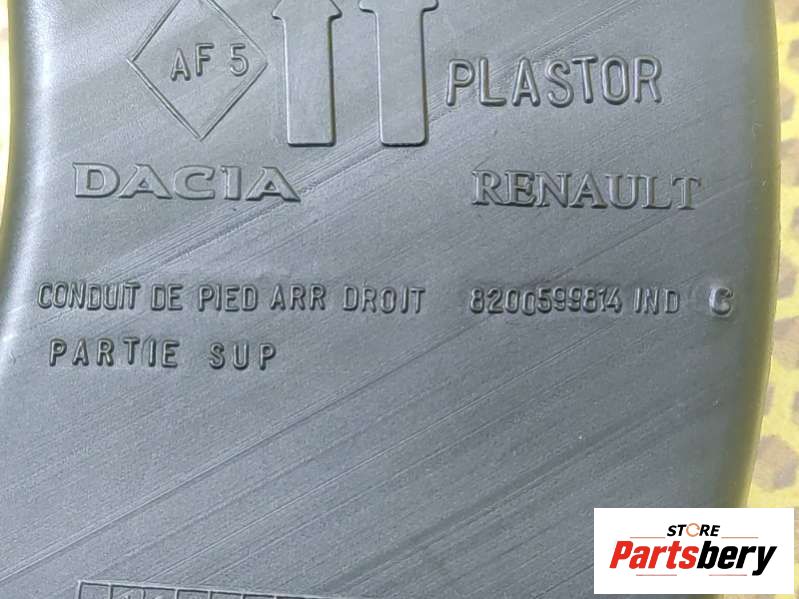 AF 5
PLASTOR
DACIA RENAULT
CONDUIT DE PIED ARR DROIT 8200599814 IND C
PARTIE SUP
STORE
Partsbery